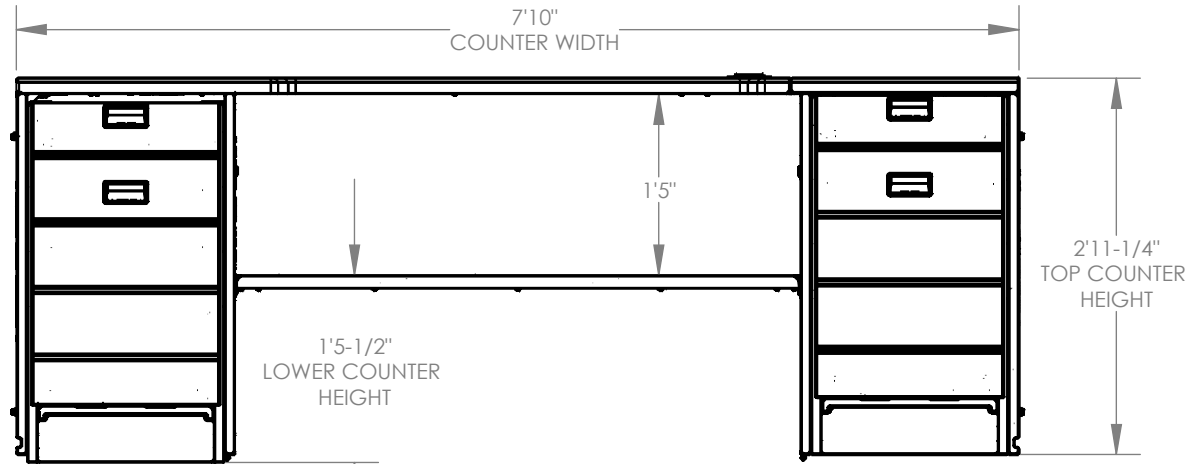 7'10"
COUNTER WIDTH
1'5"
2'11-1/4"
TOP COUNTER
HEIGHT
1'5-1/2"
LOWER COUNTER
HEIGHT